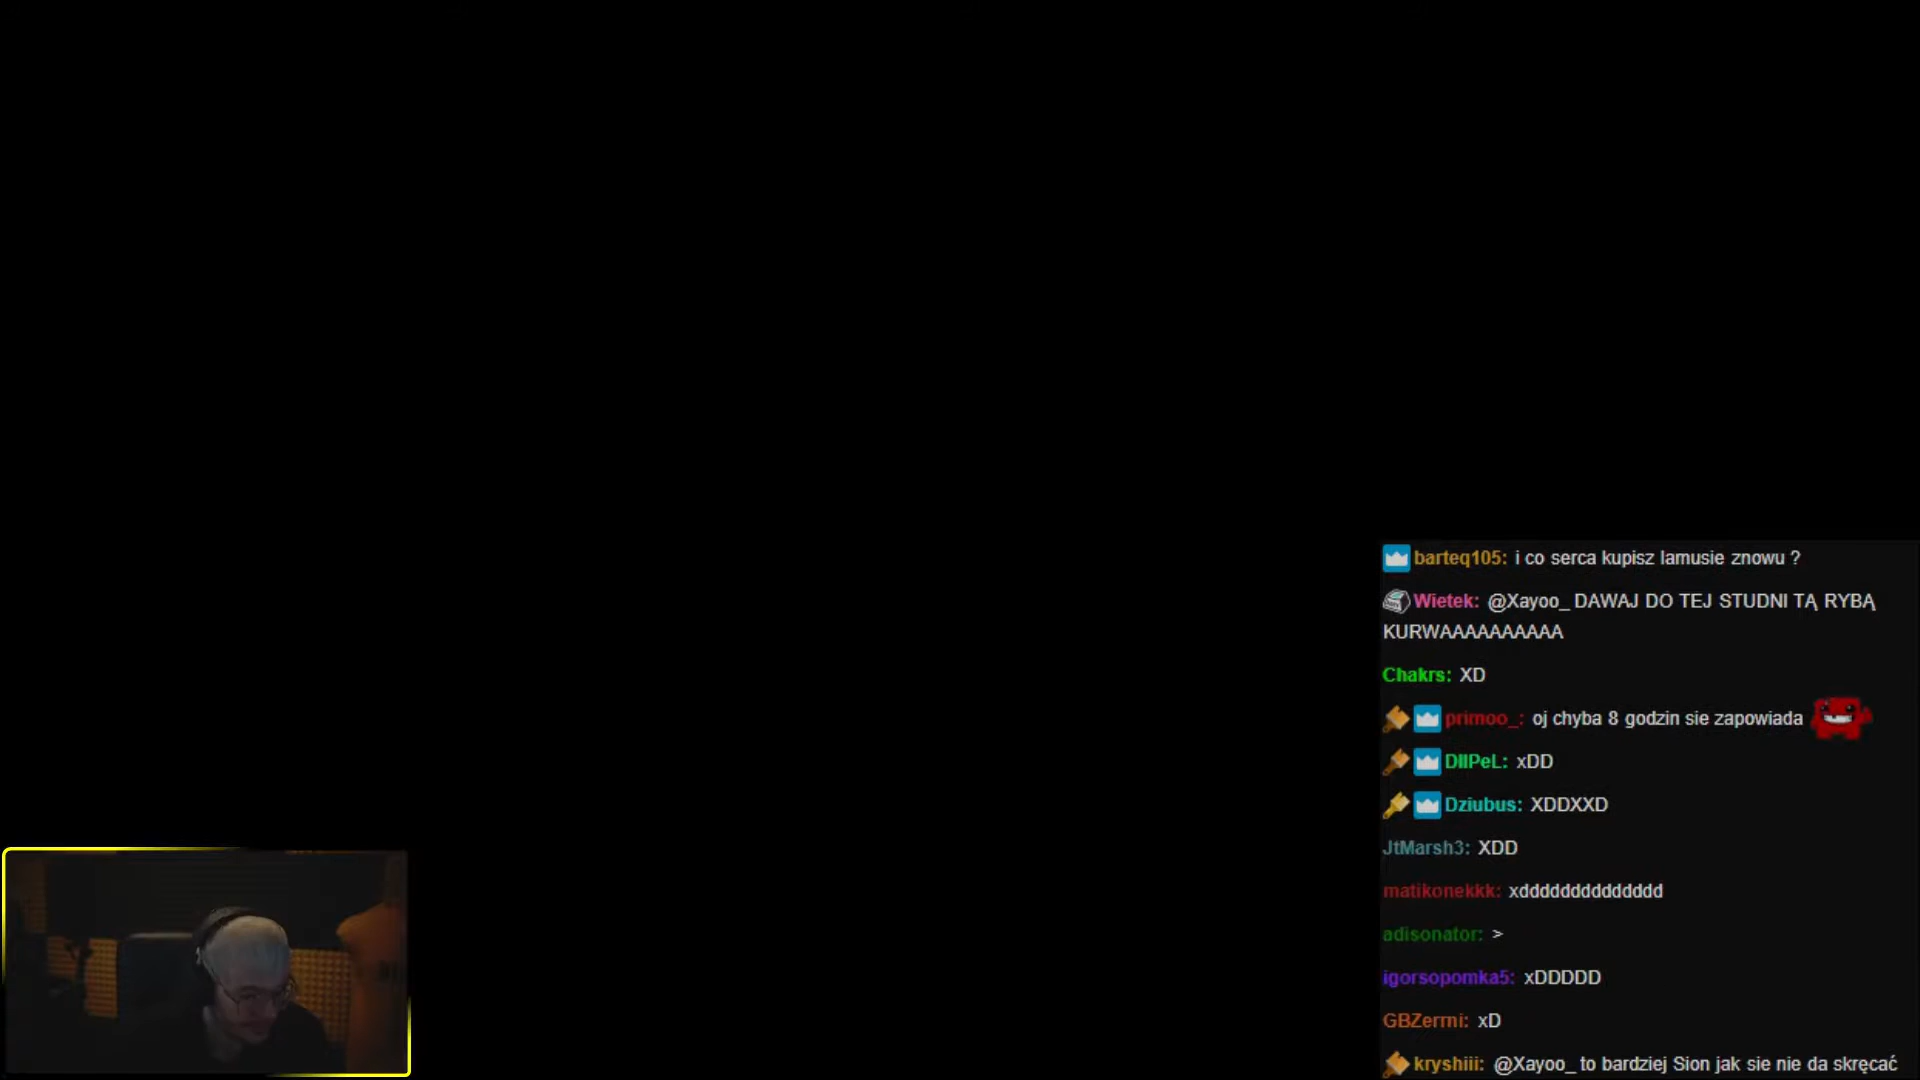 barteq105: i co serca kupisz lamusie znowu ?
Wietek: @Xayoo_ DAWAJ DO TEJ STUDNI TĄ RYBĄ
KURWAAAAAAAAAA
Chakrs: XD
primoo_: oj chyba 8 godzin sie zapowiada
DIIPeL: xDD
Dziubus: XDDXXD
JtMarsh3: XDD
matikonekkk: xdddddddddddddd
adisonator: >
igorsopomka5: xDDDDD
GBZermi: xD
kryshiii: @Xayoo_ to bardziej Sion jak sie nie da skręcać